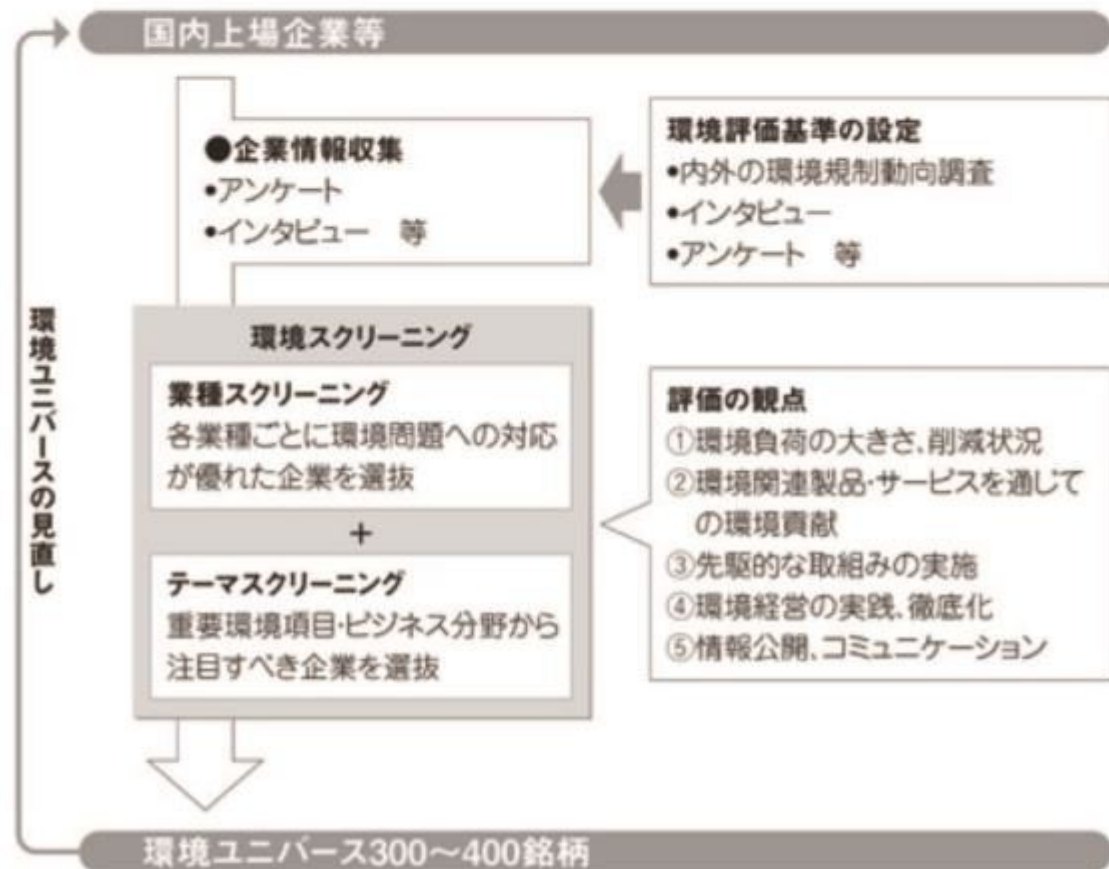 国内上場企業等
●企業情報収集
•アンケート
•インタビュー 等
環境評価基準の設定
•内外の環境規制動向調査
•インタビュー
•アンケート 等
環境スクリーニング
業種スクリーニング
各業種ごとに環境問題への対応
が優れた企業を選抜
+
テーマスクリーニング
重要環境項目・ビジネス分野から
注目すべき企業を選抜
評価の観点
①環境負荷の大きさ、削減状況
②環境関連製品・サービスを通じて
の環境貢献
③先駆的な取組みの実施
④環境経営の実践、徹底化
⑤情報公開、コミュニケーション
環境ユニバースの見直し
環境ユニバース300～400銘柄